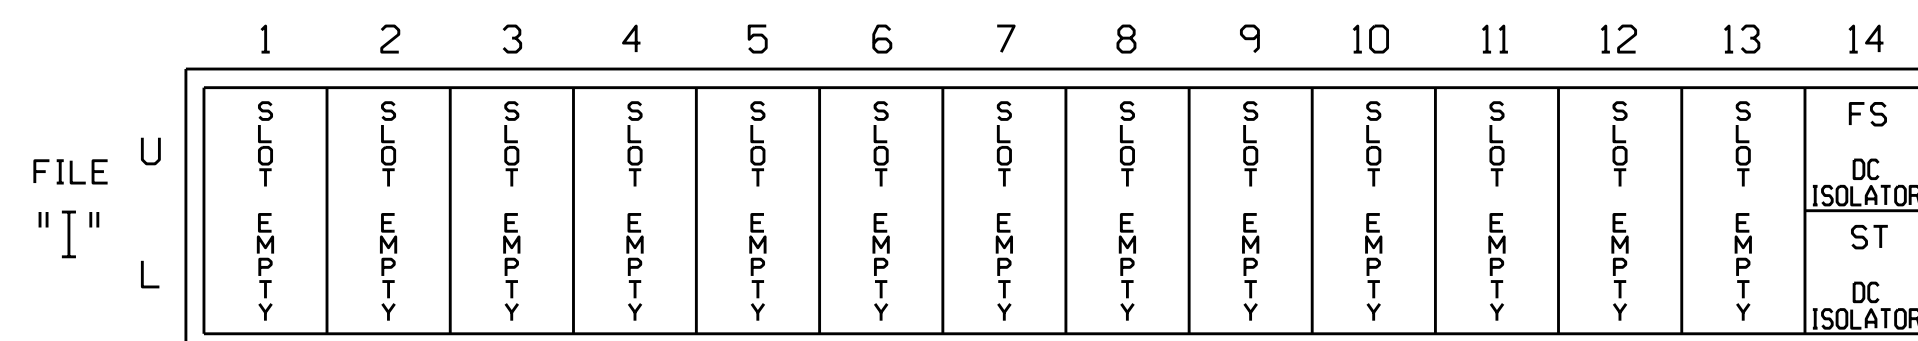 1 2 3 4 5 6 7 8 9 10 11 12 13 14
FILE
"I"
U
L
SLOT EMPTY
SLOT EMPTY
SLOT EMPTY
SLOT EMPTY
SLOT EMPTY
SLOT EMPTY
SLOT EMPTY
SLOT EMPTY
SLOT EMPTY
SLOT EMPTY
SLOT EMPTY
SLOT EMPTY
SLOT EMPTY
FS
DC
ISOLATOR
ST
DC
ISOLATOR